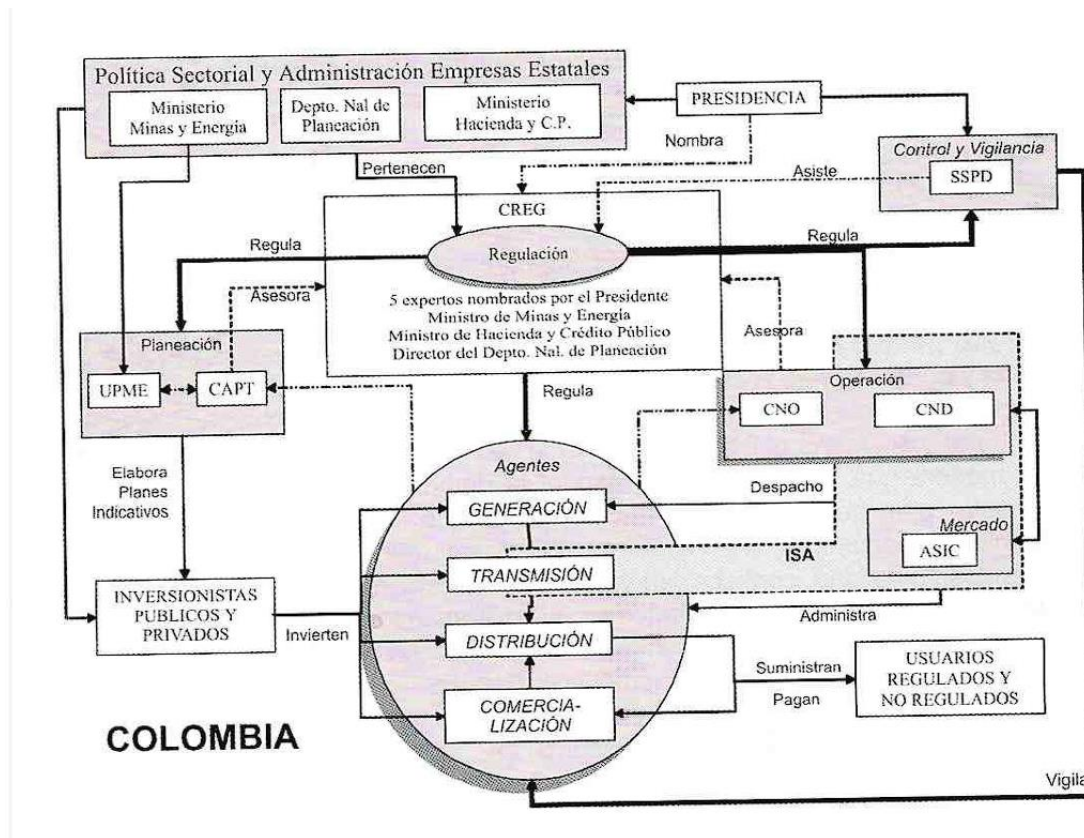 Política Sectorial y Administración Empresas Estatales
Ministerio
Minas y Energía
Depto. Nal de
Planeación
Ministerio
Hacienda y C.P.
PRESIDENCIA
Nombra
Control y Vigilancia
SSPD
Pertenecen
Asiste
CREG
Regula
Regulación
Regula
5 expertos nombrados por el Presidente
Ministro de Minas y Energía
Ministro de Hacienda y Crédito Público
Director del Depto. Nal. de Planeación
Asesora
Asesora
Planeación
UPME
CAPT
Regula
Operación
CNO
CND
Elabora
Planes
Indicativos
Agentes
GENERACIÓN
Despacho
Mercado
ASIC
ISA
TRANSMISIÓN
INVERSIONISTAS
PUBLICOS Y
PRIVADOS
Invierten
Administra
DISTRIBUCIÓN
Suministran
Pagan
USUARIOS
REGULADOS Y
NO REGULADOS
COMERCIA-
LIZACIÓN
COLOMBIA
Vigila